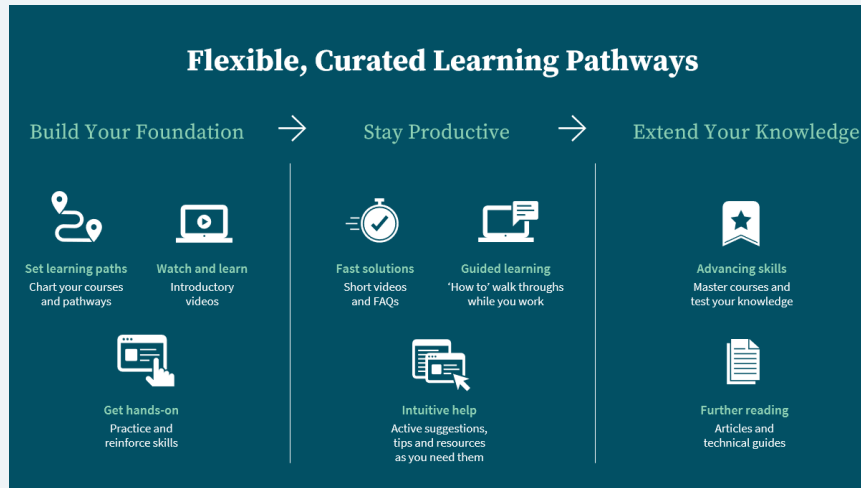 Flexible, Curated Learning Pathways
Build Your Foundation
Stay Productive
Extend Your Knowledge
Set learning paths
Chart your courses
and pathways
Watch and learn
Introductory
videos
Get hands-on
Practice and
reinforce skills
Fast solutions
Short videos
and FAQs
Guided learning
‘How to’ walk throughs
while you work
Intuitive help
Active suggestions,
tips and resources
as you need them
Advancing skills
Master courses and
test your knowledge
Further reading
Articles and
technical guides